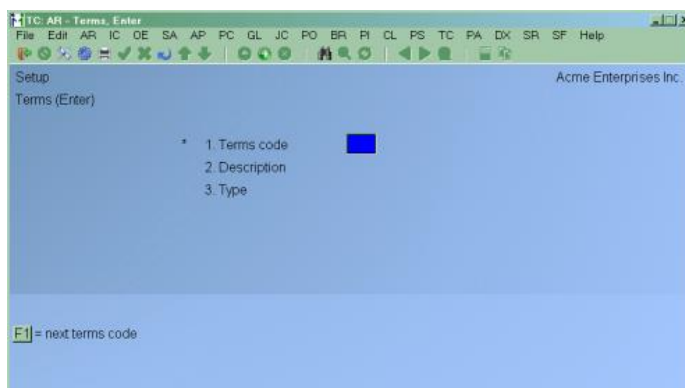 TC: AR - Terms, Enter
File Edit AR IC OE SA AP PC GL JC PO BR PI CL PS TC PA DX SR SF Help
Setup Acme Enterprises Inc.
Terms (Enter)
* 1. Terms code
2. Description
3. Type
F1 = next terms code